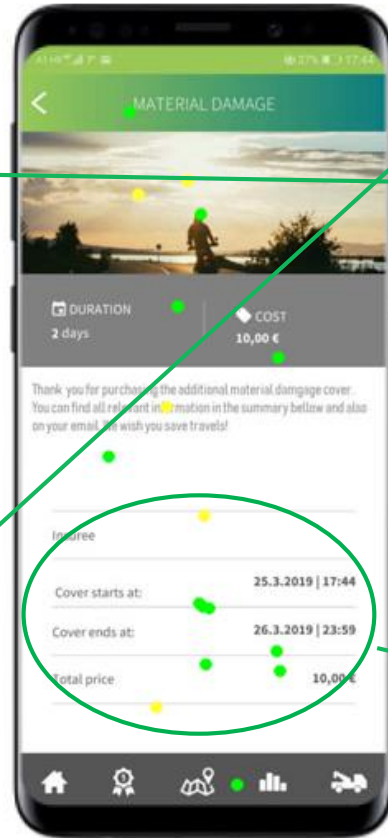 17:44
MATERIAL DAMAGE
DURATION
2 days
COST
10,00 €
Thank you for purchasing the additional material damgage cover.
You can find all relevant information in the summary bellow and also
on your email. We wish you save travels!
Insuree
Cover starts at: 25.3.2019 | 17:44
Cover ends at: 26.3.2019 | 23:59
Total price 10,00 €